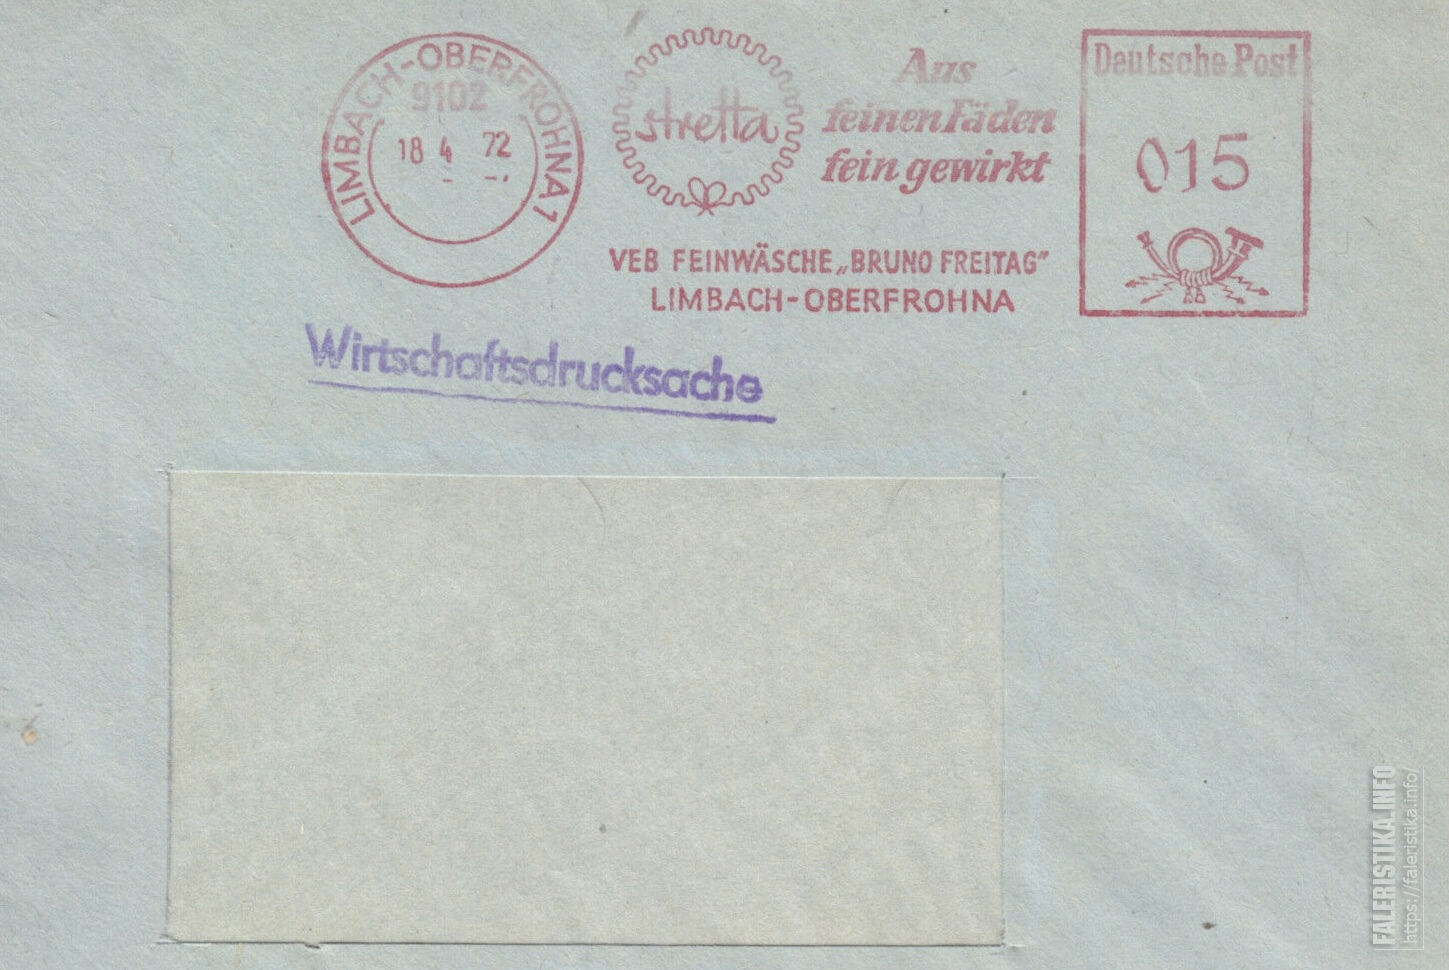 LIMBACH-OBERFROHNA 1
9102
18 4 72
stretta
Aus
feinen Fäden
fein gewirkt
VEB FEINWÄSCHE „BRUNO FREITAG"
LIMBACH-OBERFROHNA
Deutsche Post
015
Wirtschaftsdrucksache
FALERISTIKA.INFO
https://faleristika.info/